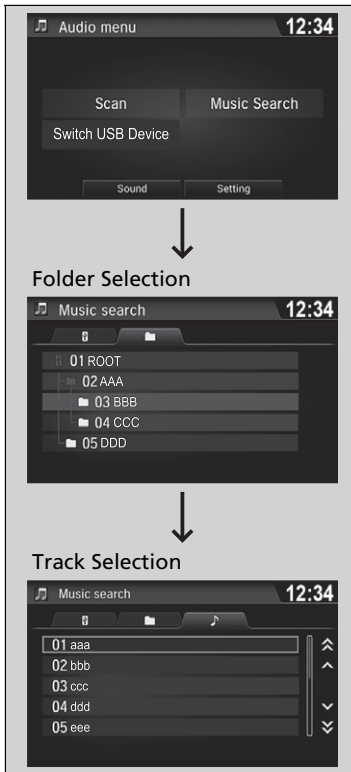 Audio menu 12:34
Scan Music Search
Switch USB Device
Sound Setting
Folder Selection
Music search 12:34
01 ROOT
02 AAA
03 BBB
04 CCC
05 DDD
Track Selection
Music search 12:34
01 aaa
02 bbb
03 ccc
04 ddd
05 eee